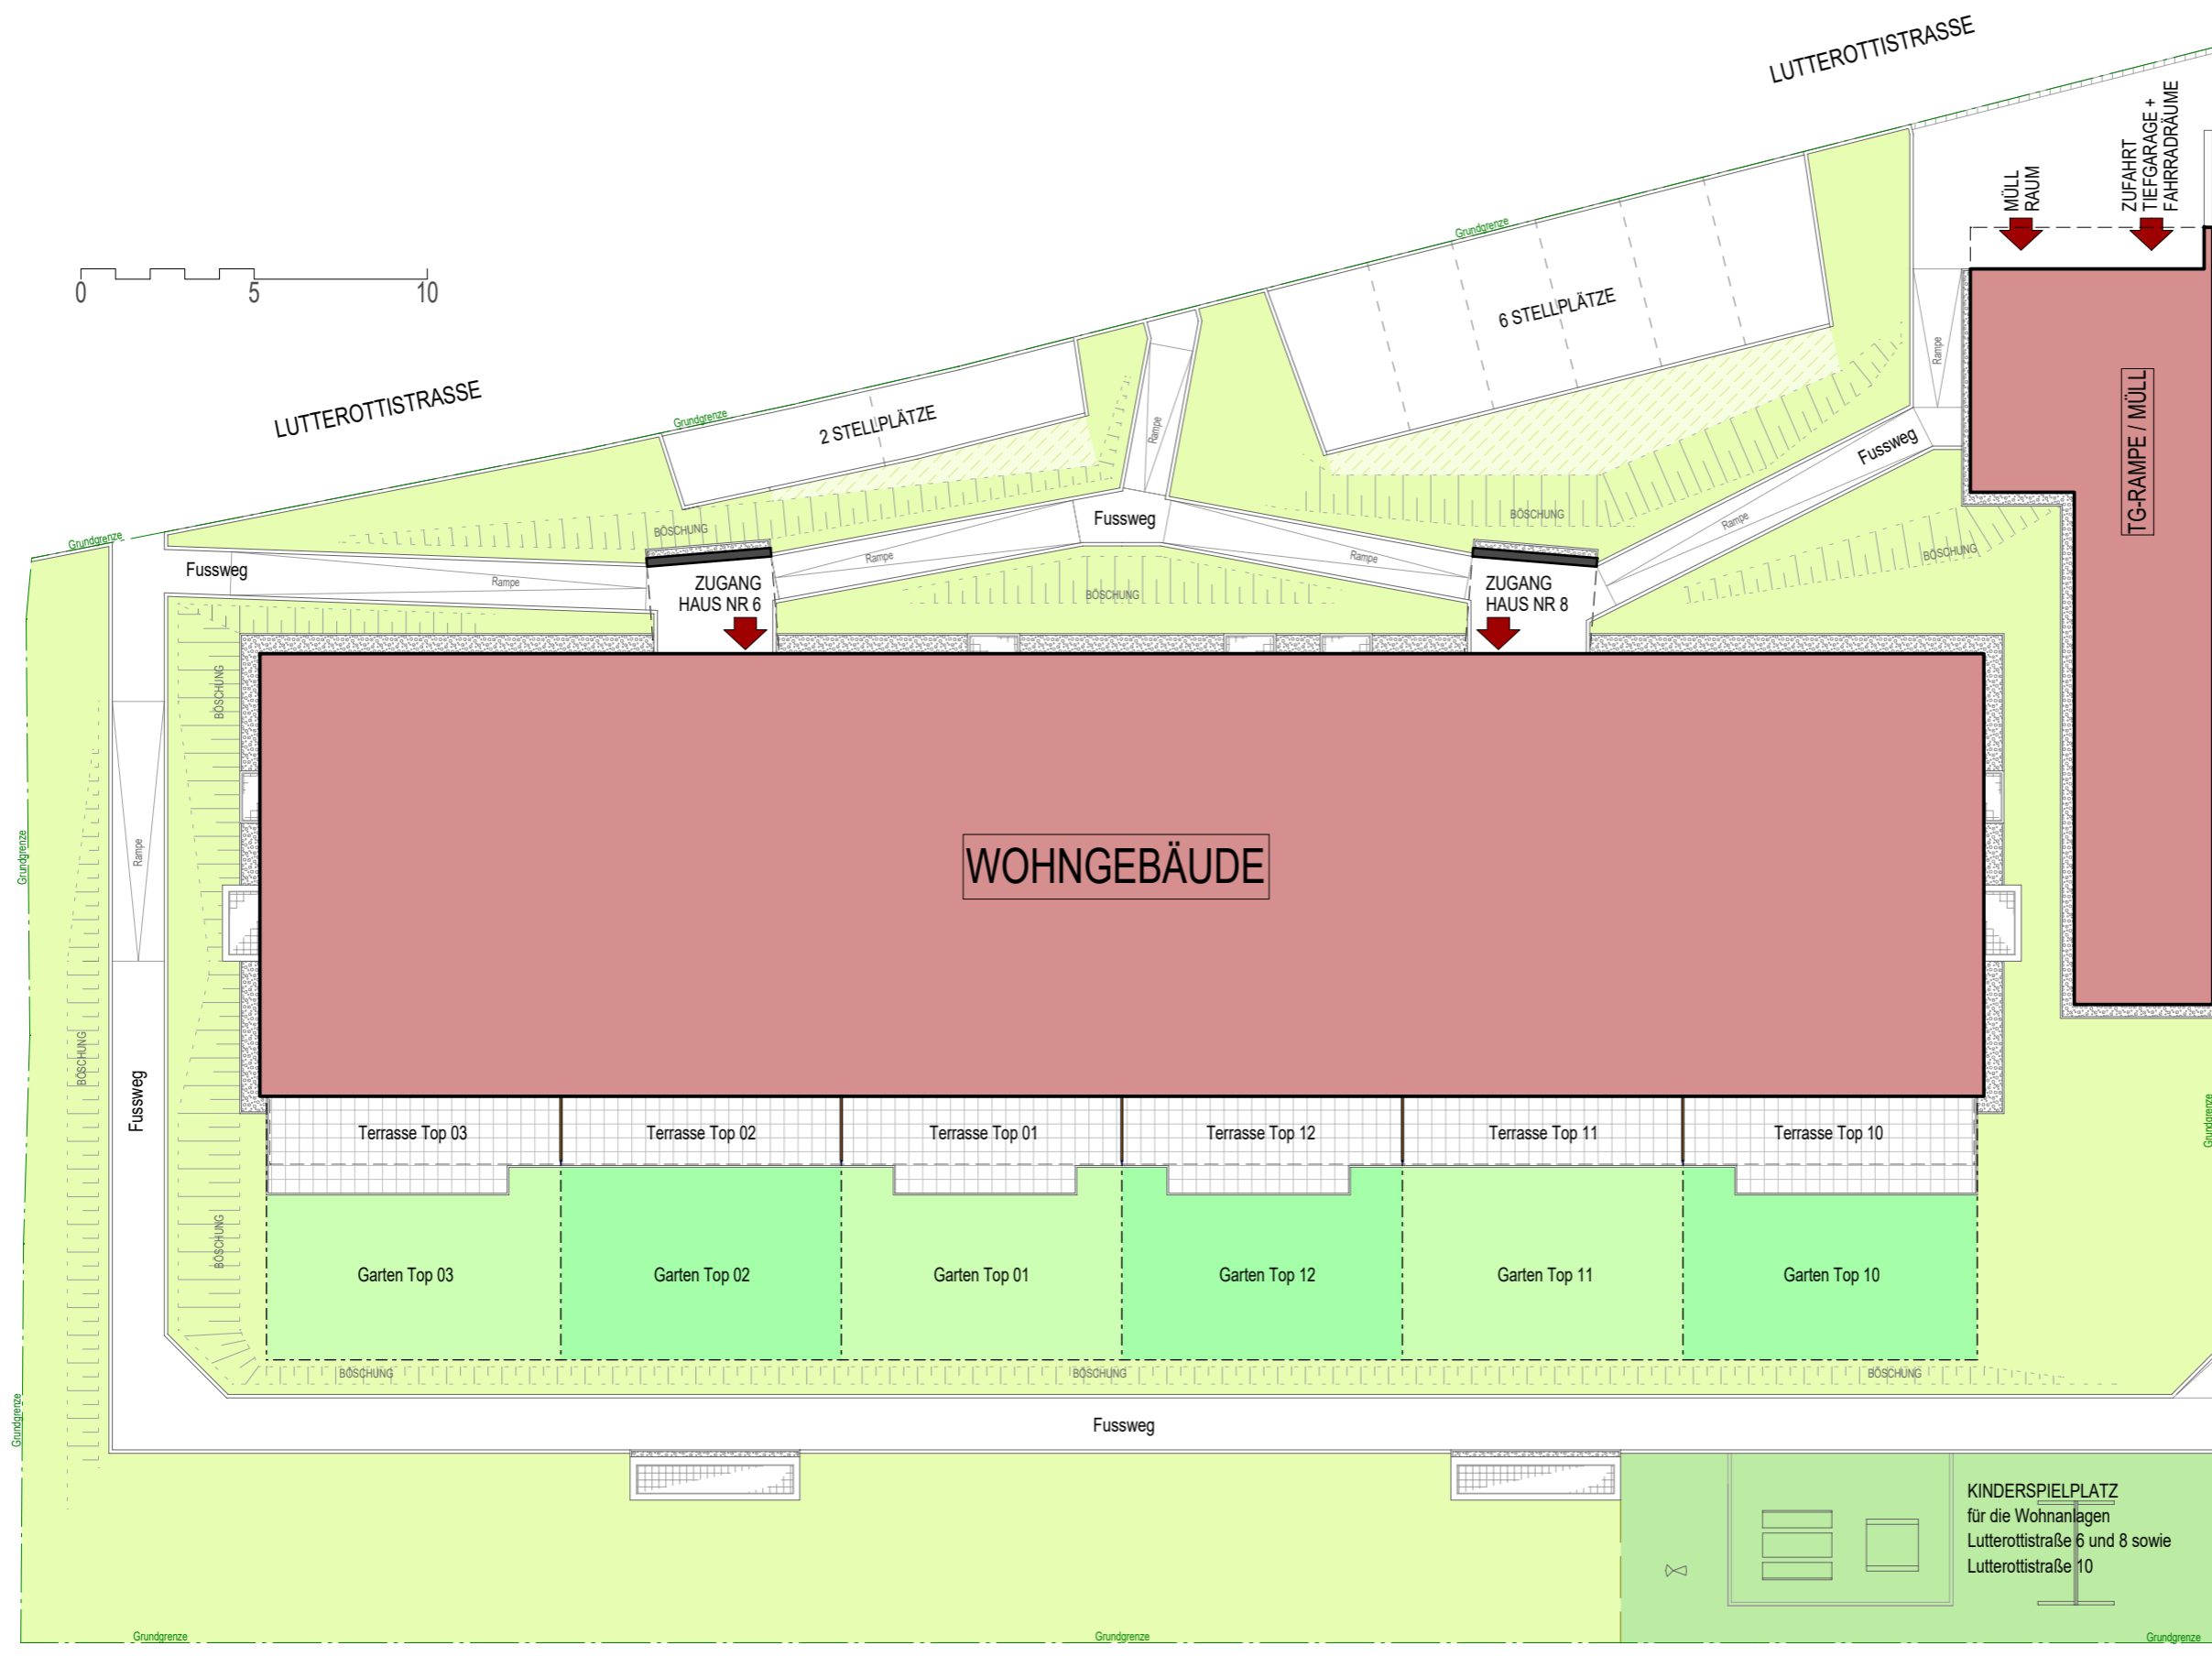 LUTTEROTTISTRASSE
MÜLL
RAUM
ZUFAHRT
TIEFGARAGE +
FAHRRADRÄUME
Grundgrenze
0 5 10
6 STELLPLÄTZE
Rampe
LUTTEROTTISTRASSE
Grundgrenze
2 STELLPLÄTZE
Rampe
Fussweg
TG-RAMPE / MÜLL
Grundgrenze
BÖSCHUNG
Fussweg
BÖSCHUNG
Rampe
BÖSCHUNG
Fussweg
Rampe
ZUGANG
HAUS NR 6
Rampe
BÖSCHUNG
Rampe
ZUGANG
HAUS NR 8
BÖSCHUNG
Rampe
Grundgrenze
WOHNGEBÄUDE
BÖSCHUNG
Fussweg
Grundgrenze
Terrasse Top 03
Terrasse Top 02
Terrasse Top 01
Terrasse Top 12
Terrasse Top 11
Terrasse Top 10
BÖSCHUNG
Garten Top 03
Garten Top 02
Garten Top 01
Garten Top 12
Garten Top 11
Garten Top 10
BÖSCHUNG
BÖSCHUNG
BÖSCHUNG
Grundgrenze
Fussweg
KINDERSPIELPLATZ
für die Wohnanlagen
Lutterottistraße 6 und 8 sowie
Lutterottistraße 10
Grundgrenze
Grundgrenze
Grundgrenze